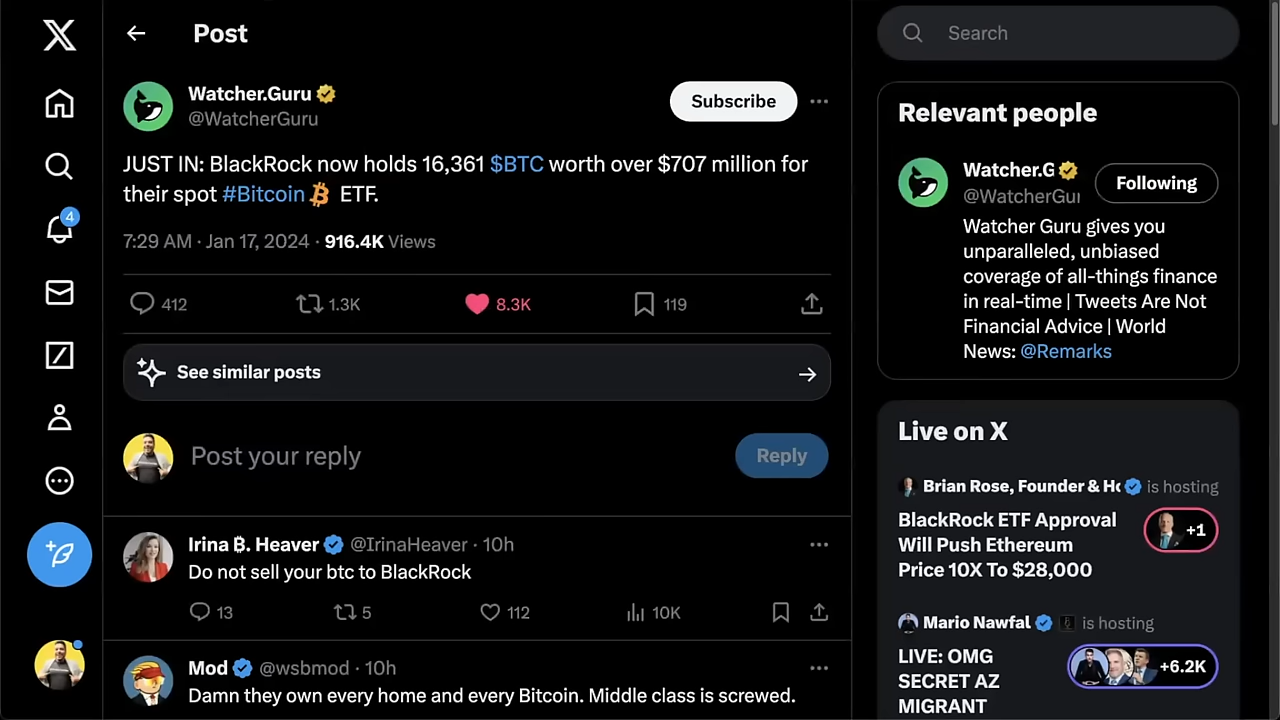 Post
Watcher.Guru
@WatcherGuru
Subscribe
JUST IN: BlackRock now holds 16,361 $BTC worth over $707 million for
their spot #Bitcoin ETF.
7:29 AM · Jan 17, 2024 · 916.4K Views
412 1.3K 8.3K 119
See similar posts
Post your reply
Reply
Irina ₿. Heaver @IrinaHeaver · 10h
Do not sell your btc to BlackRock
13 5 112 10K
Mod @wsbmod · 10h
Damn they own every home and every Bitcoin. Middle class is screwed.
4
Search
Relevant people
Watcher.G
@WatcherGur
Following
Watcher Guru gives you
unparalleled, unbiased
coverage of all-things finance
in real-time | Tweets Are Not
Financial Advice | World
News: @Remarks
Live on X
Brian Rose, Founder & Ho is hosting
BlackRock ETF Approval
Will Push Ethereum
Price 10X To $28,000
+1
Mario Nawfal is hosting
LIVE: OMG
SECRET AZ
MIGRANT
+6.2K